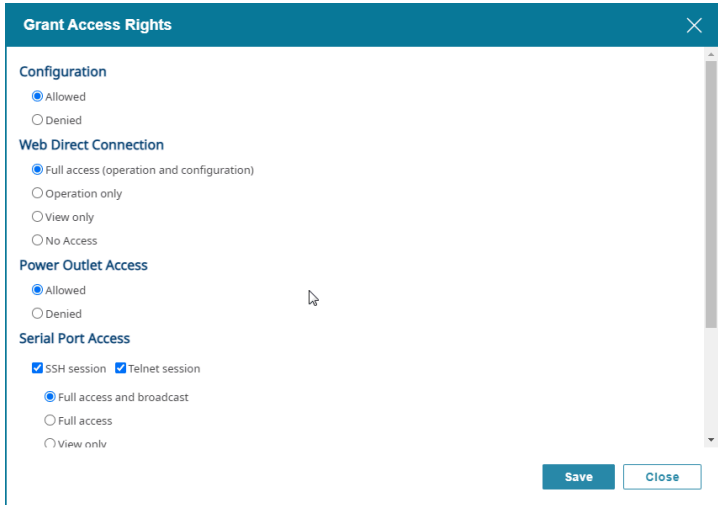 Grant Access Rights
Configuration
Allowed
Denied
Web Direct Connection
Full access (operation and configuration)
Operation only
View only
No Access
Power Outlet Access
Allowed
Denied
Serial Port Access
SSH session Telnet session
Full access and broadcast
Full access
View only
Save Close